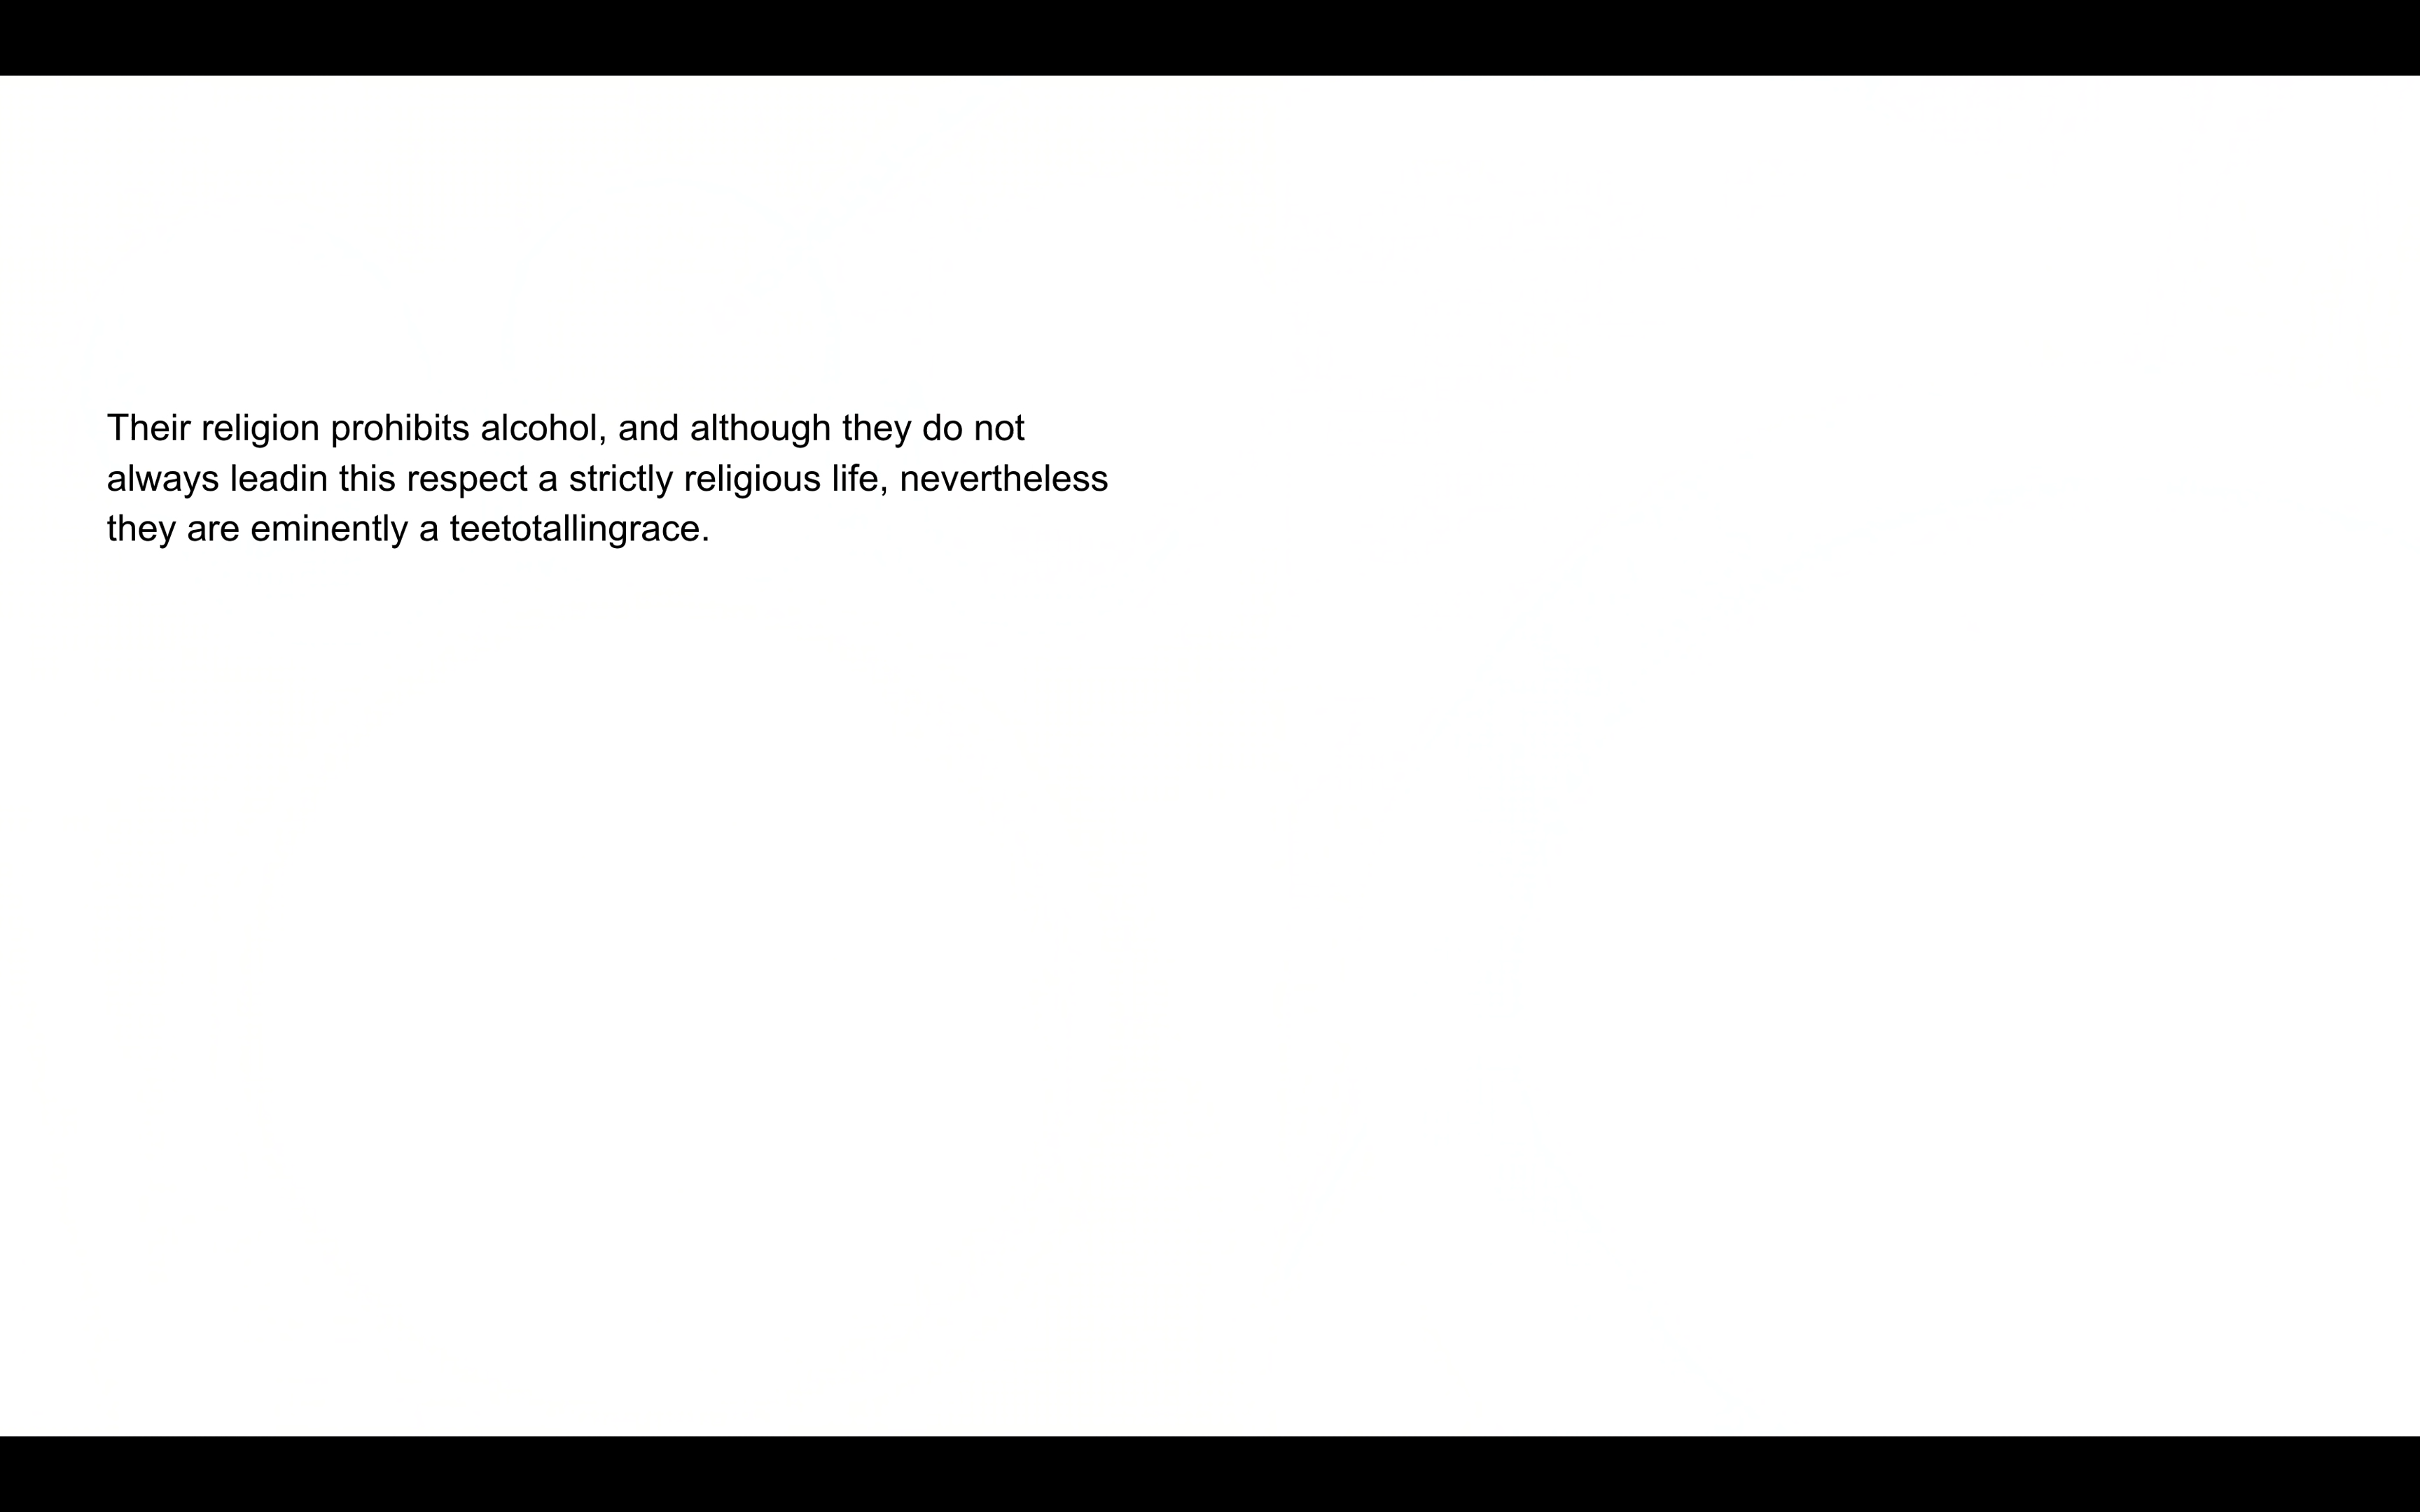 Their religion prohibits alcohol, and although they do not
always leadin this respect a strictly religious life, nevertheless
they are eminently a teetotallingrace.